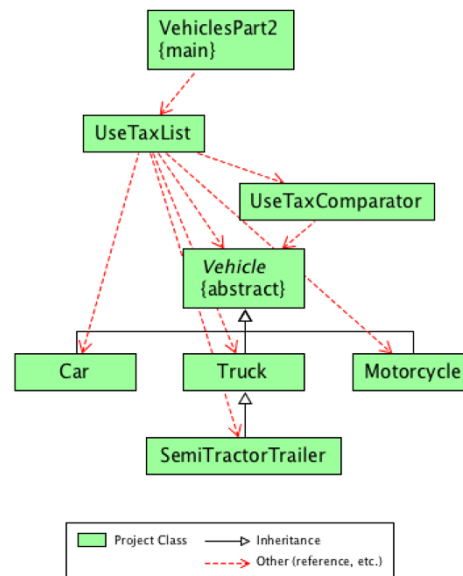 VehiclesPart2
{main}
UseTaxList
UseTaxComparator
Vehicle
{abstract}
Car
Truck
Motorcycle
SemiTractorTrailer
Project Class
Inheritance
Other (reference, etc.)